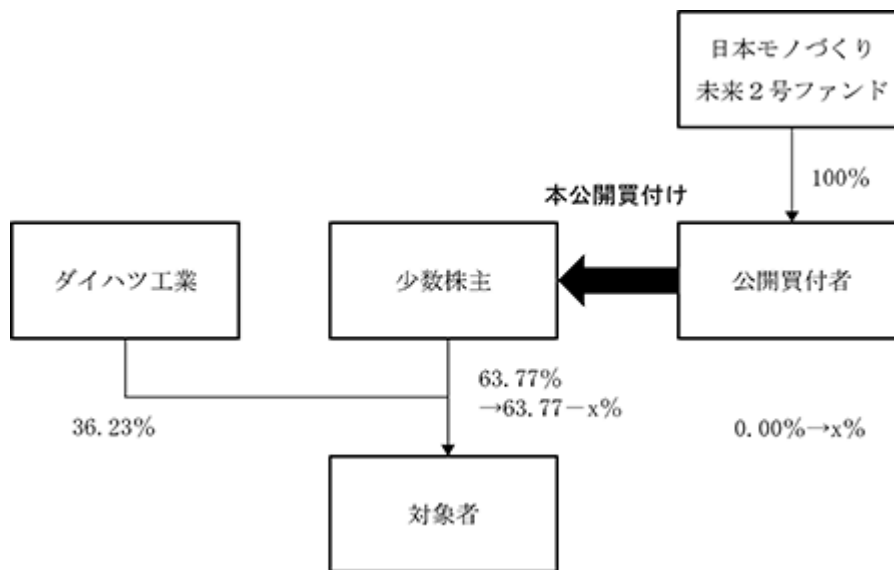 日本モノづくり
未来2号ファンド
100%
本公開買付け
ダイハツ工業
少数株主
公開買付者
63.77%
→63.77－x%
36.23%
0.00%→x%
対象者